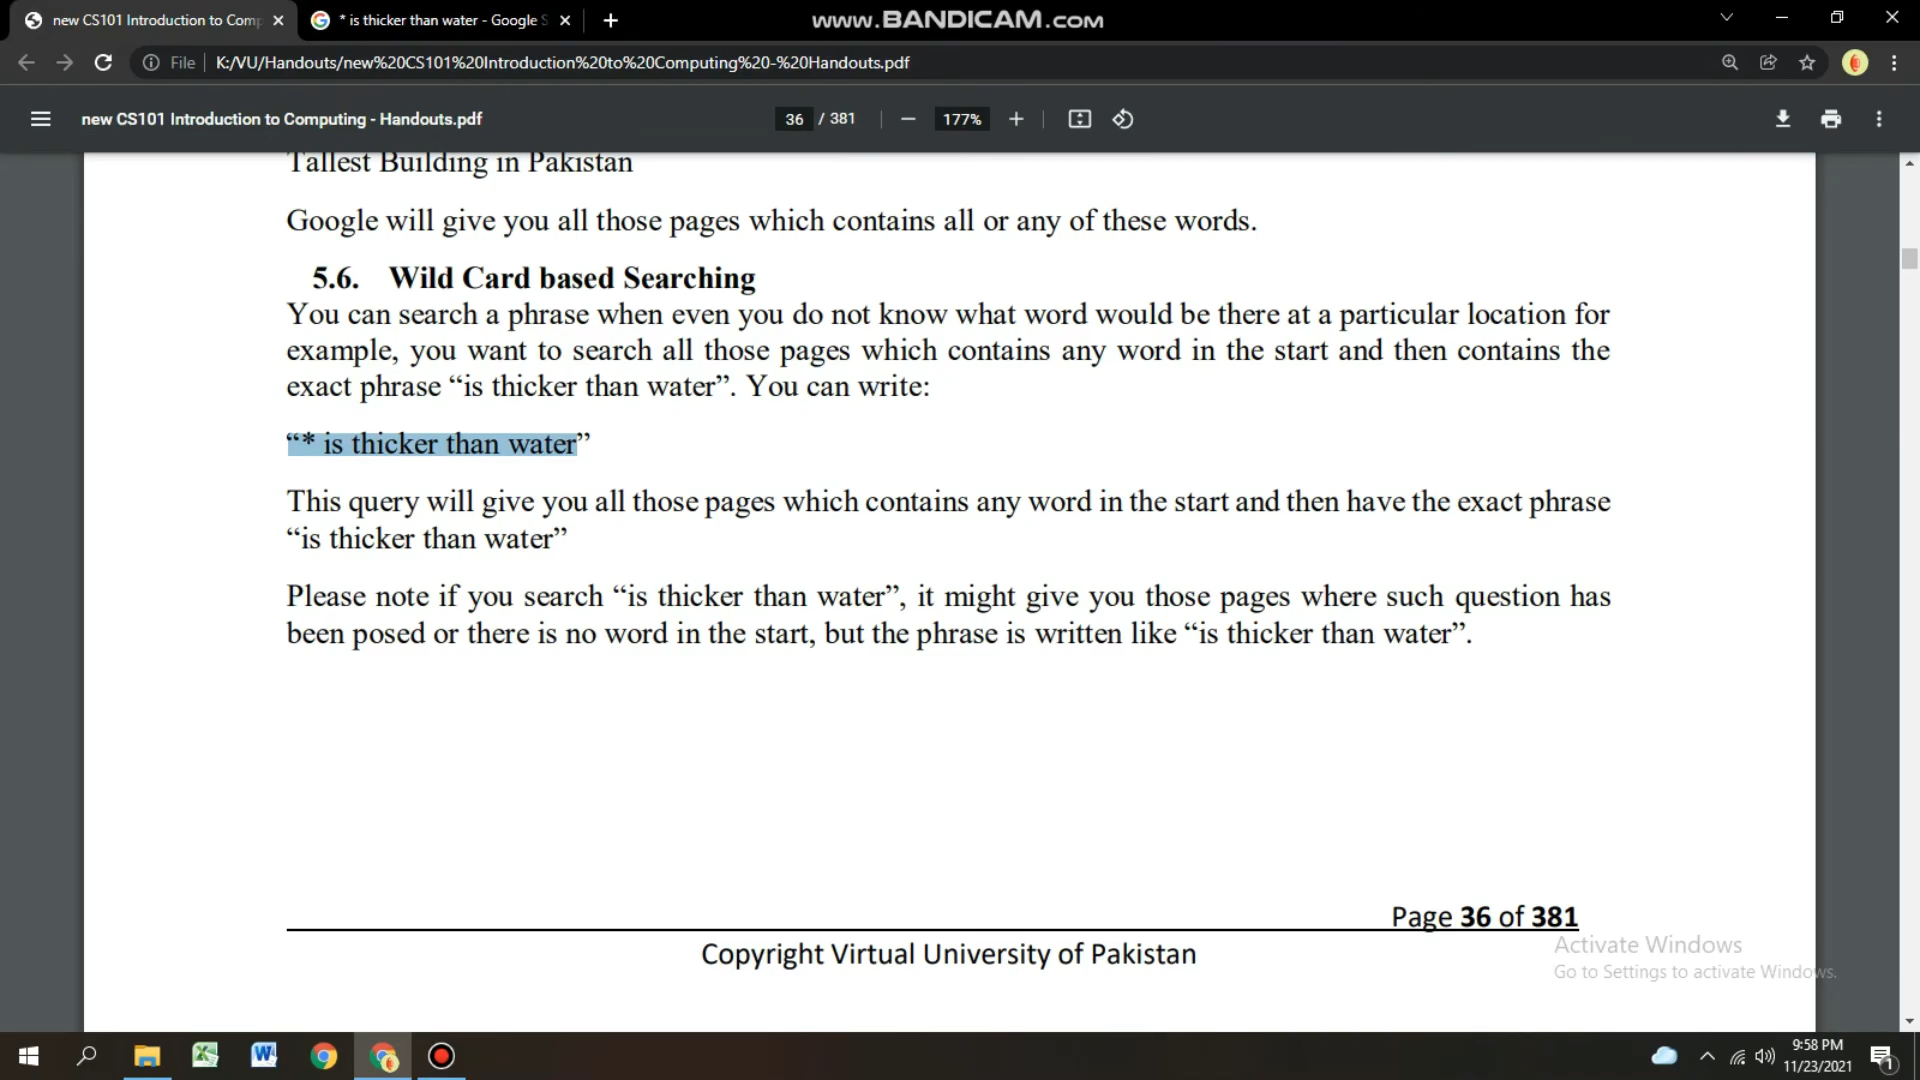 new CS101 Introduction to Comp
* is thicker than water - Google S
www.BANDICAM.com
File
K:/VU/Handouts/new%20CS101%20Introduction%20to%20Computing%20-%20Handouts.pdf
new CS101 Introduction to Computing - Handouts.pdf
36 / 381
177%
Tallest Building in Pakistan
Google will give you all those pages which contains all or any of these words.
5.6. Wild Card based Searching
You can search a phrase when even you do not know what word would be there at a particular location for
example, you want to search all those pages which contains any word in the start and then contains the
exact phrase “is thicker than water”. You can write:
“* is thicker than water”
This query will give you all those pages which contains any word in the start and then have the exact phrase
“is thicker than water”
Please note if you search “is thicker than water”, it might give you those pages where such question has
been posed or there is no word in the start, but the phrase is written like “is thicker than water”.
Page 36 of 381
Copyright Virtual University of Pakistan
Activate Windows
Go to Settings to activate Windows.
9:58 PM
11/23/2021
1